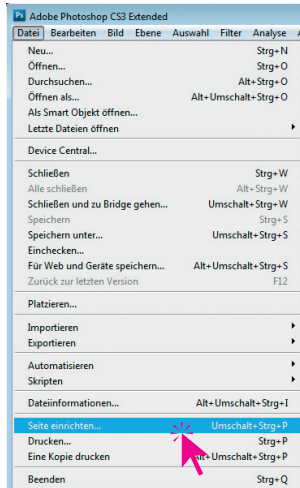 Adobe Photoshop CS3 Extended
Datei Bearbeiten Bild Ebene Auswahl Filter Analyse
Neu... Strg+N
Öffnen... Strg+O
Durchsuchen... Alt+Strg+O
Öffnen als... Alt+Umschalt+Strg+O
Als Smart Objekt öffnen...
Letzte Dateien öffnen
Device Central...
Schließen Strg+W
Alle schließen Alt+Strg+W
Schließen und zu Bridge gehen... Umschalt+Strg+W
Speichern Strg+S
Speichern unter... Umschalt+Strg+S
Einchecken...
Für Web und Geräte speichern... Alt+Umschalt+Strg+S
Zurück zur letzten Version F12
Platzieren...
Importieren
Exportieren
Automatisieren
Skripten
Dateiinformationen... Alt+Umschalt+Strg+I
Seite einrichten... Umschalt+Strg+P
Drucken... Strg+P
Eine Kopie drucken Alt+Umschalt+Strg+P
Beenden Strg+Q